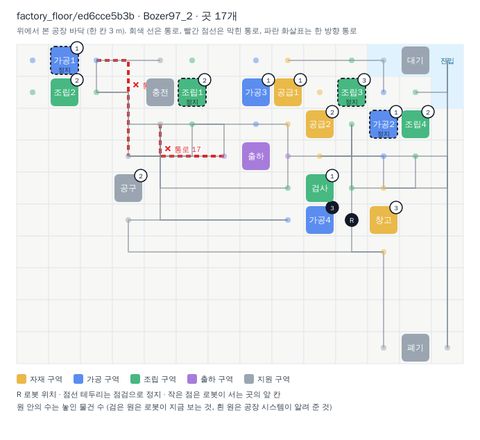 factory_floor/ed6cce5b3b · Bozer97_2 · 곳 17개
위에서 본 공장 바닥 (한 칸 3 m). 회색 선은 통로, 빨간 점선은 막힌 통로, 파란 화살표는 한 방향 통로
1
가공1
정지
대기
진입
2
조립2
충전
2
조립1
정지
1
가공3
1
공급1
3
조립3
정지
2
공급2
1
가공2
정지
2
조립4
통로 17
가공3
출하
2
공구
1
검사
3
가공4
R
2
창고
폐기
자재 구역
가공 구역
조립 구역
출하 구역
지원 구역
R 로봇 위치 · 점선 테두리는 점검으로 정지 · 작은 점은 로봇이 서는 곳의 앞 칸
원 안의 수는 놓인 물건 수 (검은 원은 로봇이 지금 보는 것, 흰 원은 공장 시스템이 알려 준 것)